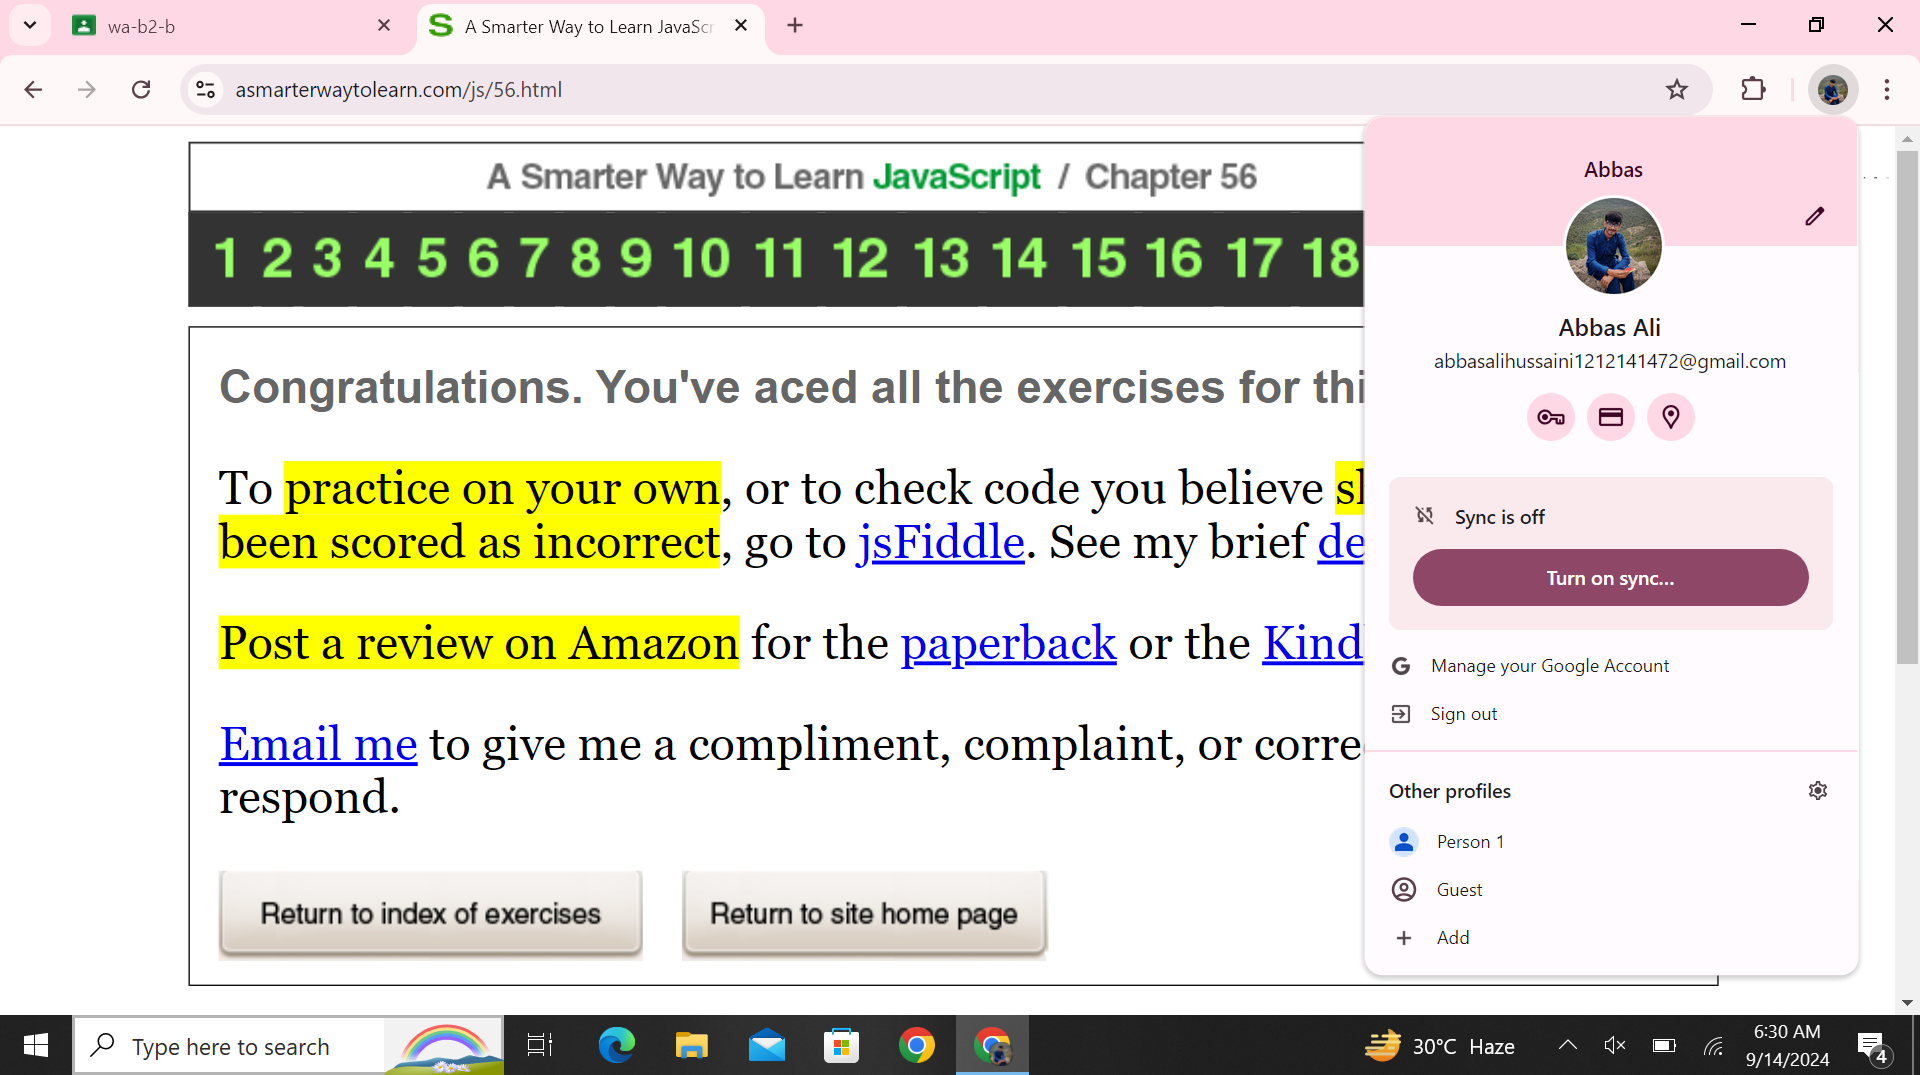 wa-b2-b
A Smarter Way to Learn JavaScr
asmarterwaytolearn.com/js/56.html
A Smarter Way to Learn JavaScript / Chapter 56
1 2 3 4 5 6 7 8 9 10 11 12 13 14 15 16 17 18
Congratulations. You've aced all the exercises for thi
To practice on your own, or to check code you believe
been scored as incorrect, go to jsFiddle. See my brief de
Post a review on Amazon for the paperback or the Kind
Email me to give me a compliment, complaint, or corre
respond.
Return to index of exercises
Return to site home page
Abbas
Abbas Ali
abbasalihussaini1212141472@gmail.com
Sync is off
Turn on sync...
Manage your Google Account
Sign out
Other profiles
Person 1
Guest
Add
Type here to search
30°C Haze
6:30 AM
9/14/2024
4